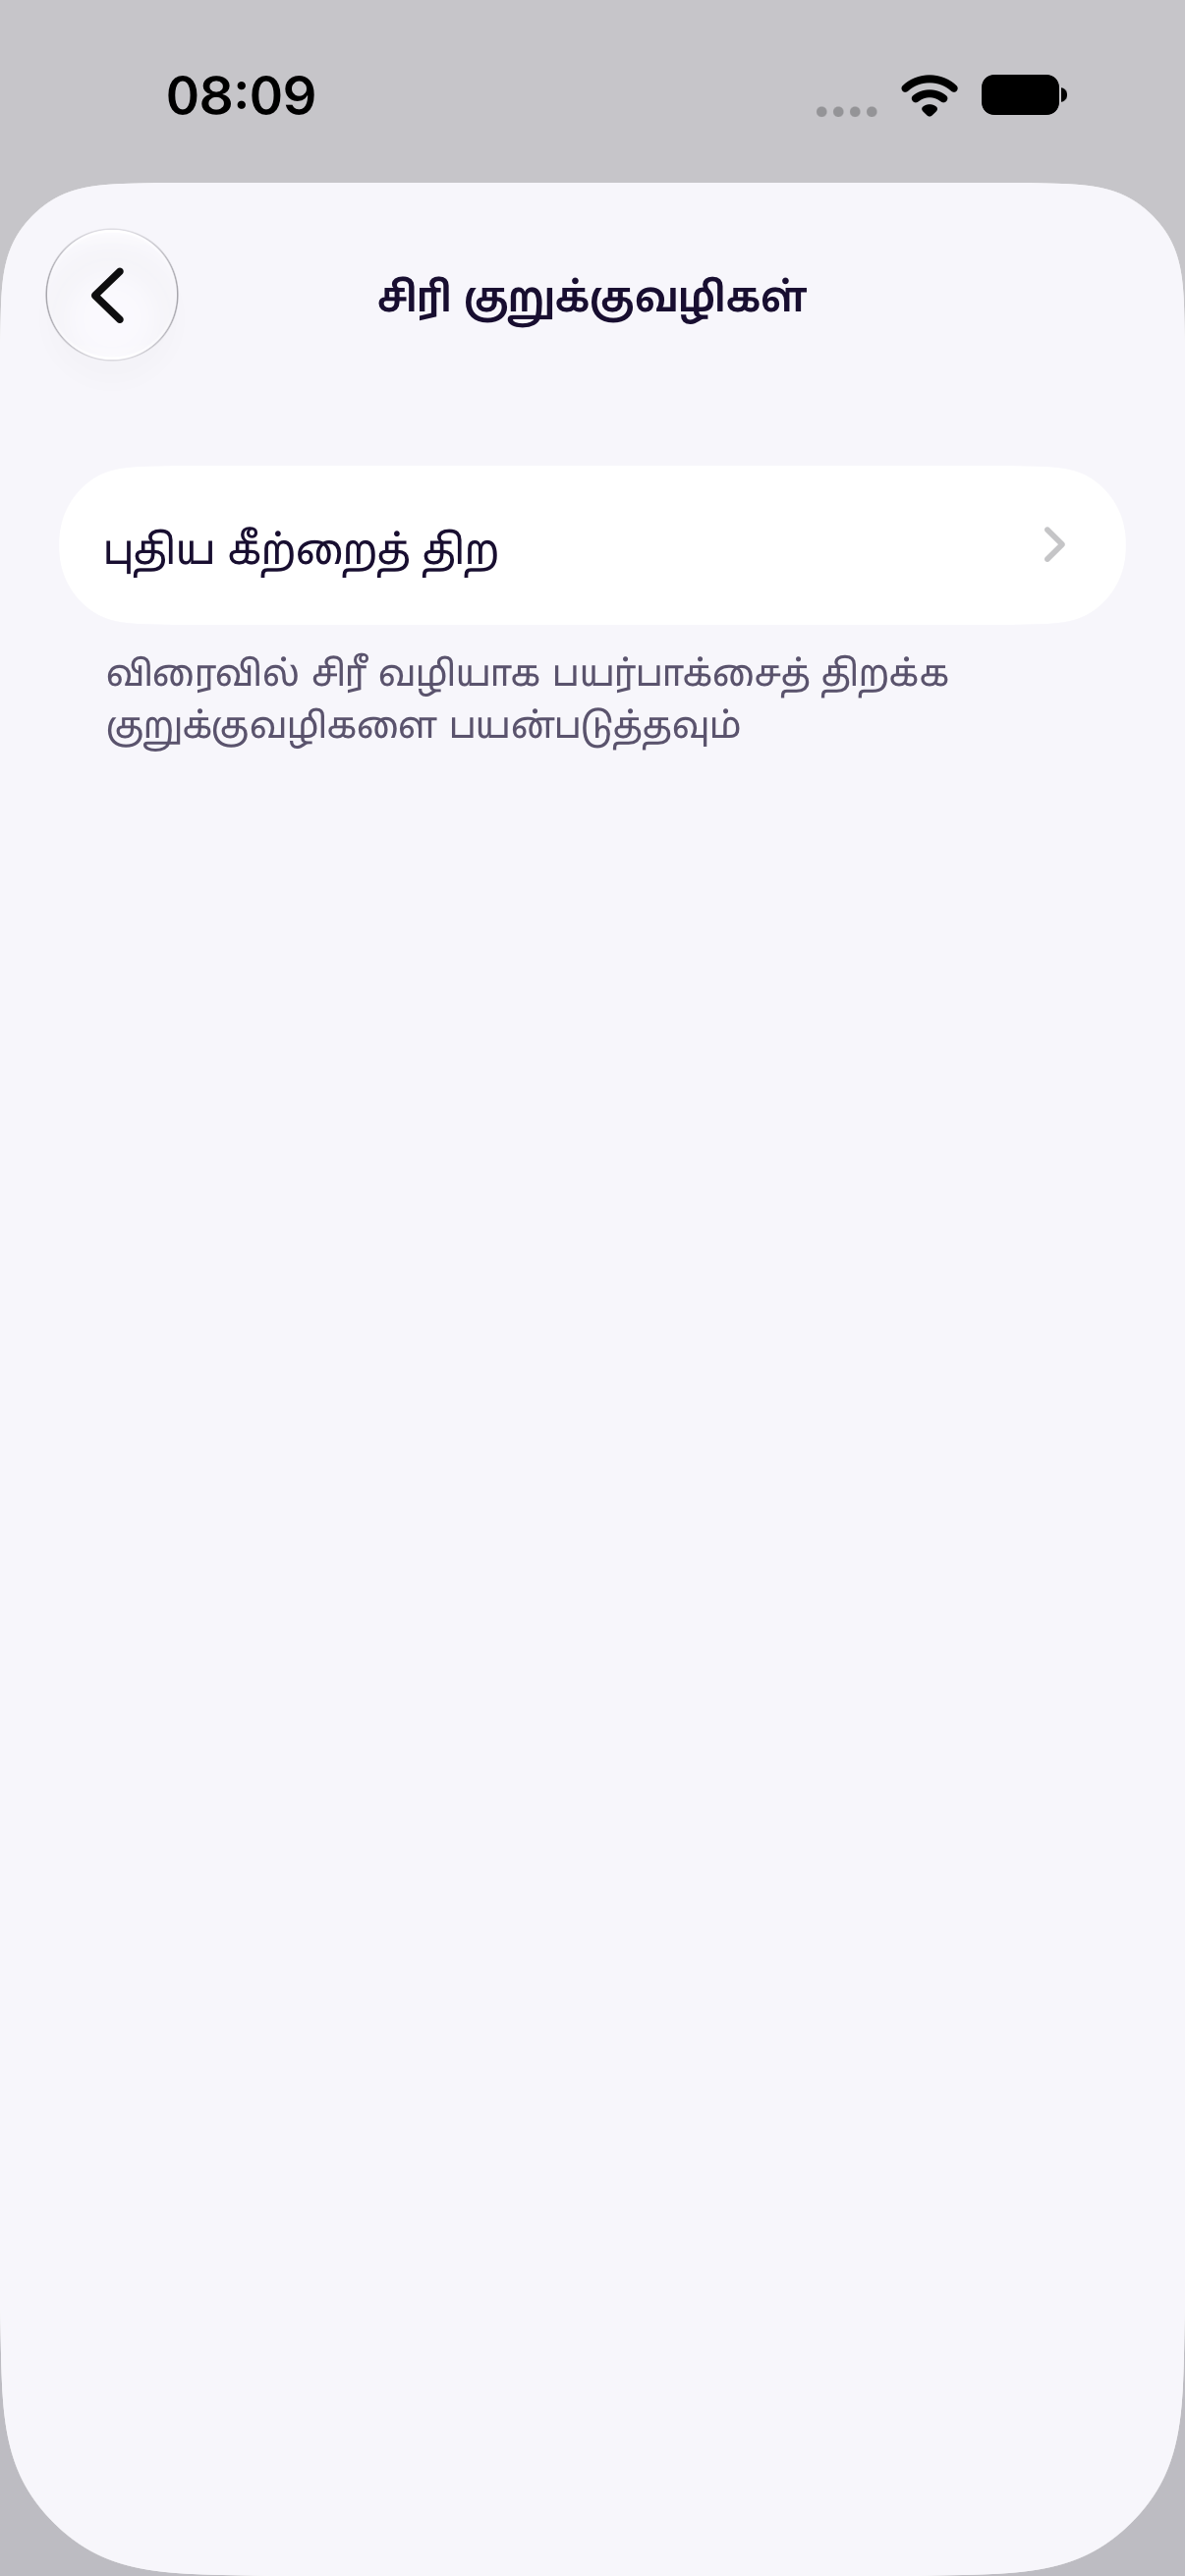 08:09
சிரி குறுக்குவழிகள்
புதிய கீற்றைத் திற
விரைவில் சிரீ வழியாக பயர்பாக்சைத் திறக்க
குறுக்குவழிகளை பயன்படுத்தவும்